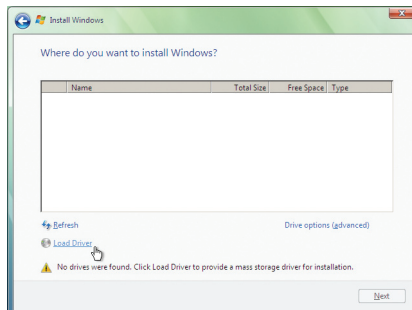 Install Windows
Where do you want to install Windows?
Name Total Size Free Space Type
Refresh Drive options (advanced)
Load Driver
No drives were found. Click Load Driver to provide a mass storage driver for installation.
Next